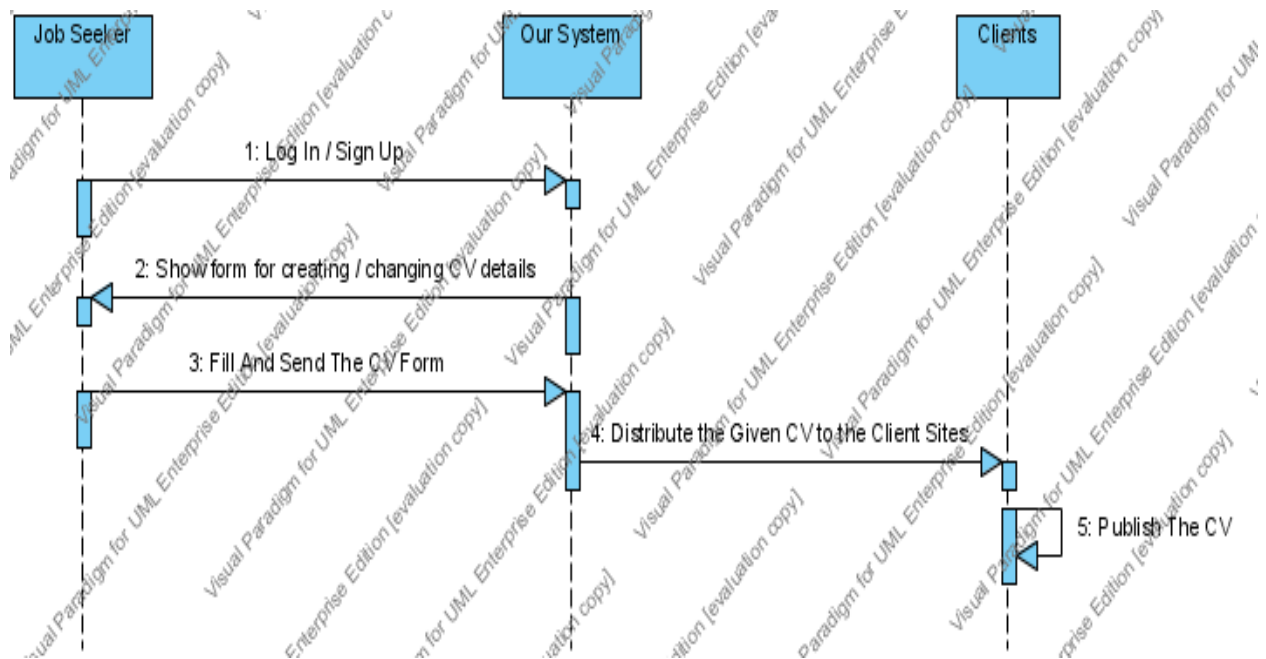 Job Seeker
Our System
Clients
1: Log In / Sign Up
2: Show form for creating / changing CV details
3: Fill And Send The CV Form
4: Distribute the Given CV to the Client Sites
5: Publish The CV
Visual Paradigm for UML Enterprise Edition [evaluation copy]